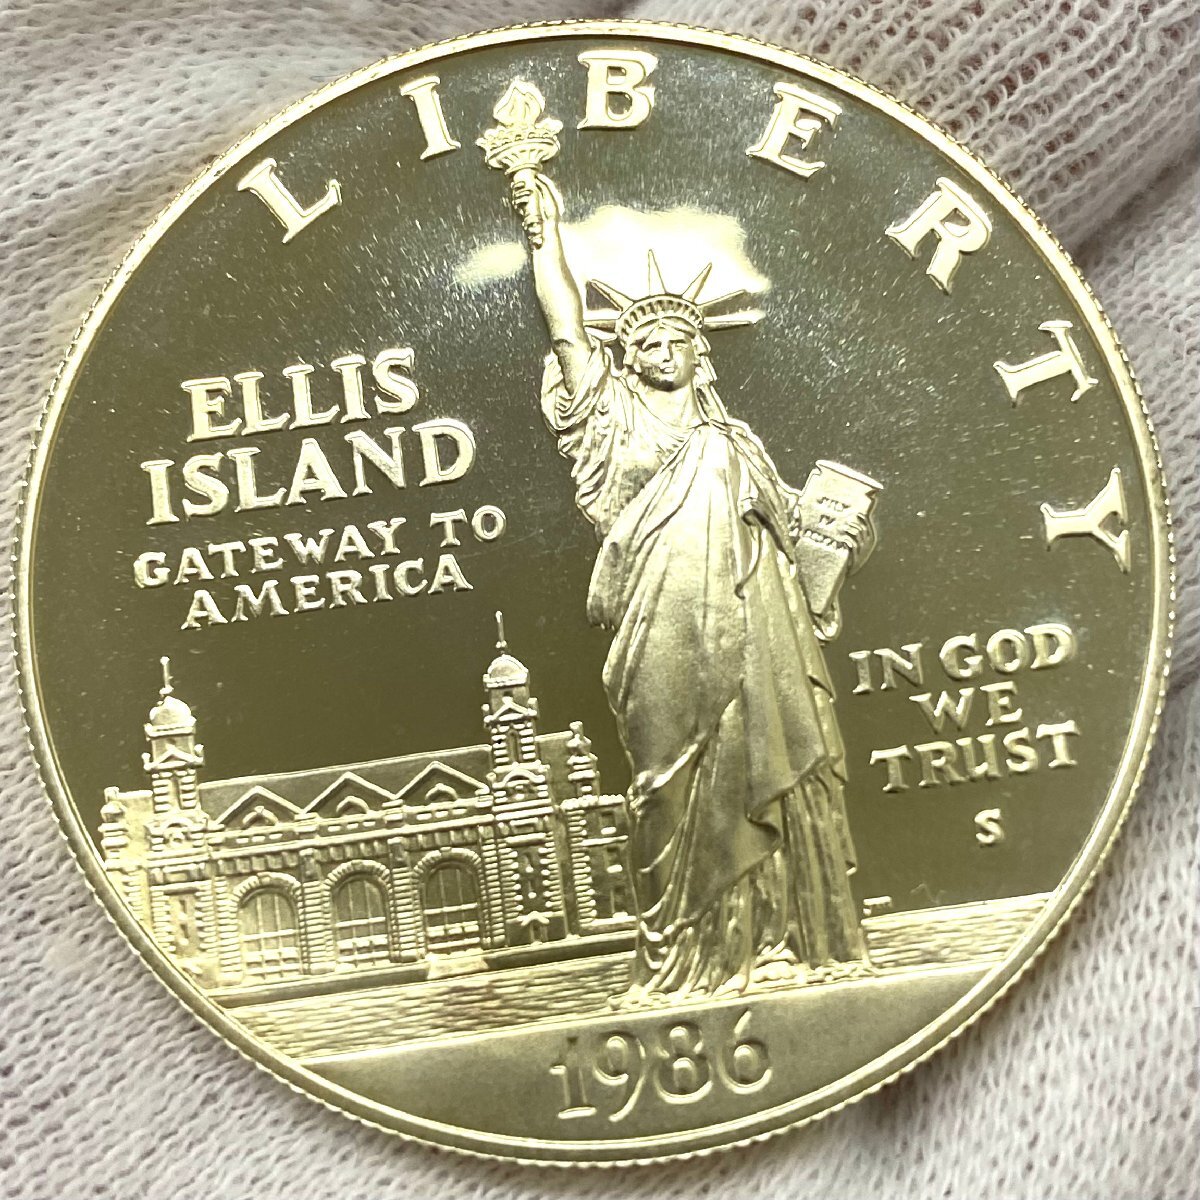 LIBERTY
ELLIS
ISLAND
GATEWAY TO
AMERICA
IN GOD
WE
TRUST
S
1986